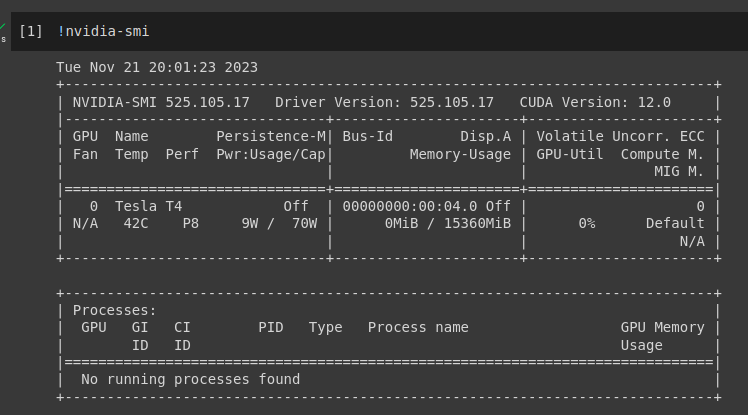 [1] !nvidia-smi
s
Tue Nov 21 20:01:23 2023
+-----------------------------------------------------------------------------+
| NVIDIA-SMI 525.105.17   Driver Version: 525.105.17   CUDA Version: 12.0     |
|-------------------------------+----------------------+----------------------+
| GPU  Name        Persistence-M| Bus-Id        Disp.A | Volatile Uncorr. ECC |
| Fan  Temp  Perf  Pwr:Usage/Cap|         Memory-Usage | GPU-Util  Compute M. |
|                               |                      |               MIG M. |
|===============================+======================+======================|
|   0  Tesla T4            Off  | 00000000:00:04.0 Off |                    0 |
| N/A   42C    P8     9W /  70W |      0MiB / 15360MiB |      0%      Default |
|                               |                      |                  N/A |
+-------------------------------+----------------------+----------------------+
+-----------------------------------------------------------------------------+
| Processes:                                                                  |
|  GPU   GI   CI        PID   Type   Process name                  GPU Memory |
|        ID   ID                                                   Usage      |
|=============================================================================|
|  No running processes found                                                 |
+-----------------------------------------------------------------------------+